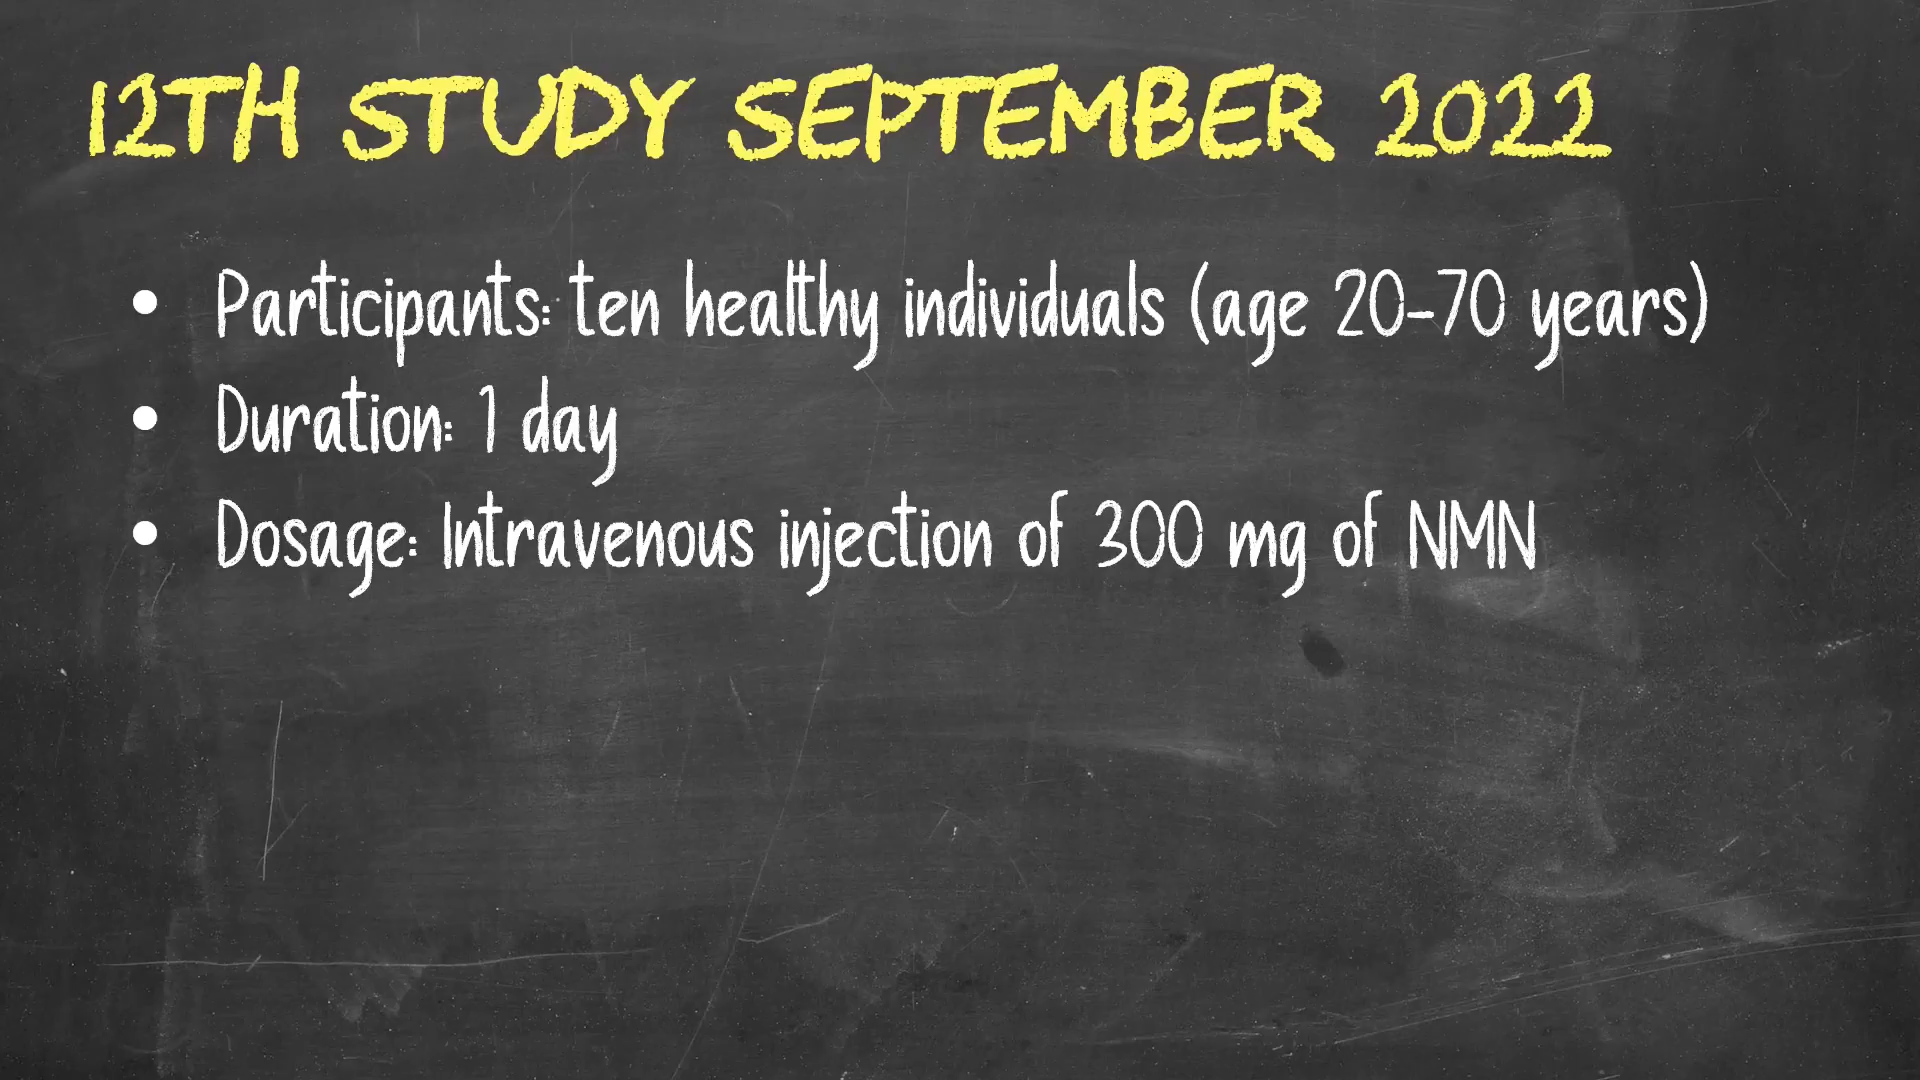 12TH STUDY SEPTEMBER 2022
• Participants: ten healthy individuals (age 20-70 years)
• Duration: 1 day
• Dosage: Intravenous injection of 300 mg of NMN